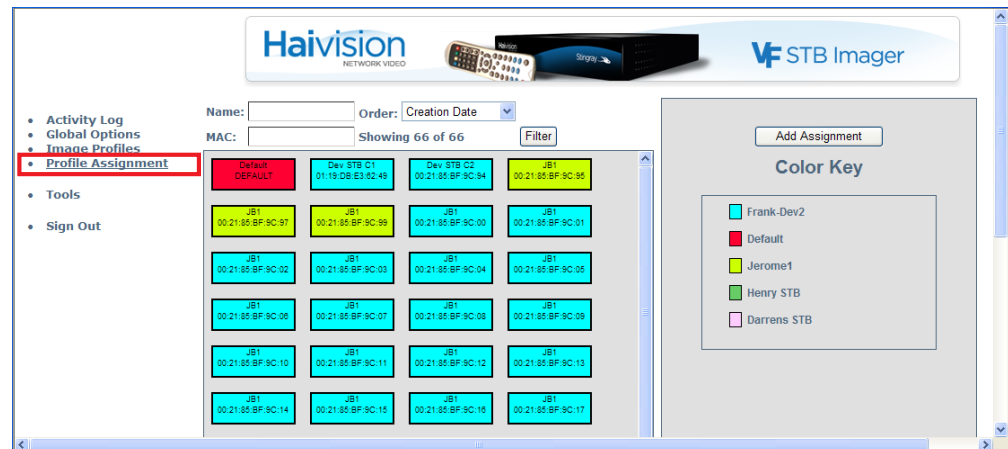 Haivision
NETWORK VIDEO
Haivision
Stingray
VF STB Imager
Activity Log
Global Options
Image Profiles
Profile Assignment
Tools
Sign Out
Name:
Order: Creation Date
MAC:
Showing 66 of 66
Filter
Default
DEFAULT
Dev STB C1
01:19:DB:E3:62:49
Dev STB C2
00:21:85:BF:9C:94
JB1
00:21:85:BF:9C:95
JB1
00:21:85:BF:9C:97
JB1
00:21:85:BF:9C:99
JB1
00:21:85:BF:9C:00
JB1
00:21:85:BF:9C:01
JB1
00:21:85:BF:9C:02
JB1
00:21:85:BF:9C:03
JB1
00:21:85:BF:9C:04
JB1
00:21:85:BF:9C:05
JB1
00:21:85:BF:9C:06
JB1
00:21:85:BF:9C:07
JB1
00:21:85:BF:9C:08
JB1
00:21:85:BF:9C:09
JB1
00:21:85:BF:9C:10
JB1
00:21:85:BF:9C:11
JB1
00:21:85:BF:9C:12
JB1
00:21:85:BF:9C:13
JB1
00:21:85:BF:9C:14
JB1
00:21:85:BF:9C:15
JB1
00:21:85:BF:9C:16
JB1
00:21:85:BF:9C:17
Add Assignment
Color Key
Frank-Dev2
Default
Jerome1
Henry STB
Darrens STB